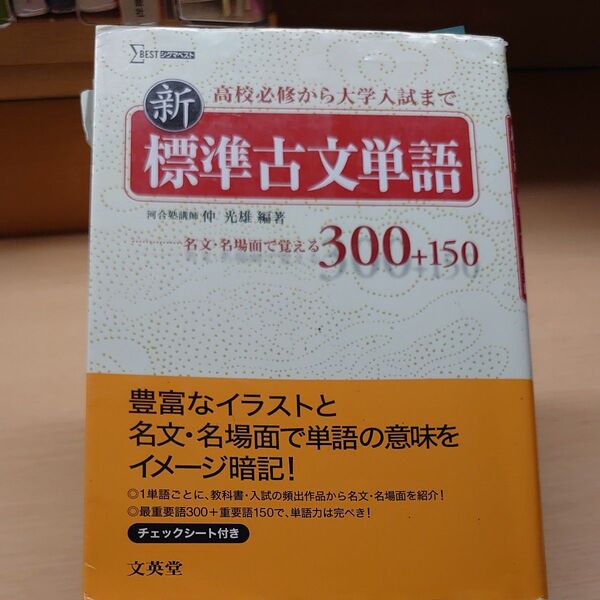 ΣBEST シグマベスト
高校必修から大学入試まで
新
標準古文単語
河合塾講師 仲 光雄 編著
…………名文・名場面で覚える300+150
豊富なイラストと
名文・名場面で単語の意味を
イメージ暗記!
◎1単語ごとに、教科書・入試の頻出作品から名文・名場面を紹介!
◎最重要語300+重要語150で、単語力は完ぺき!
チェックシート付き
文英堂